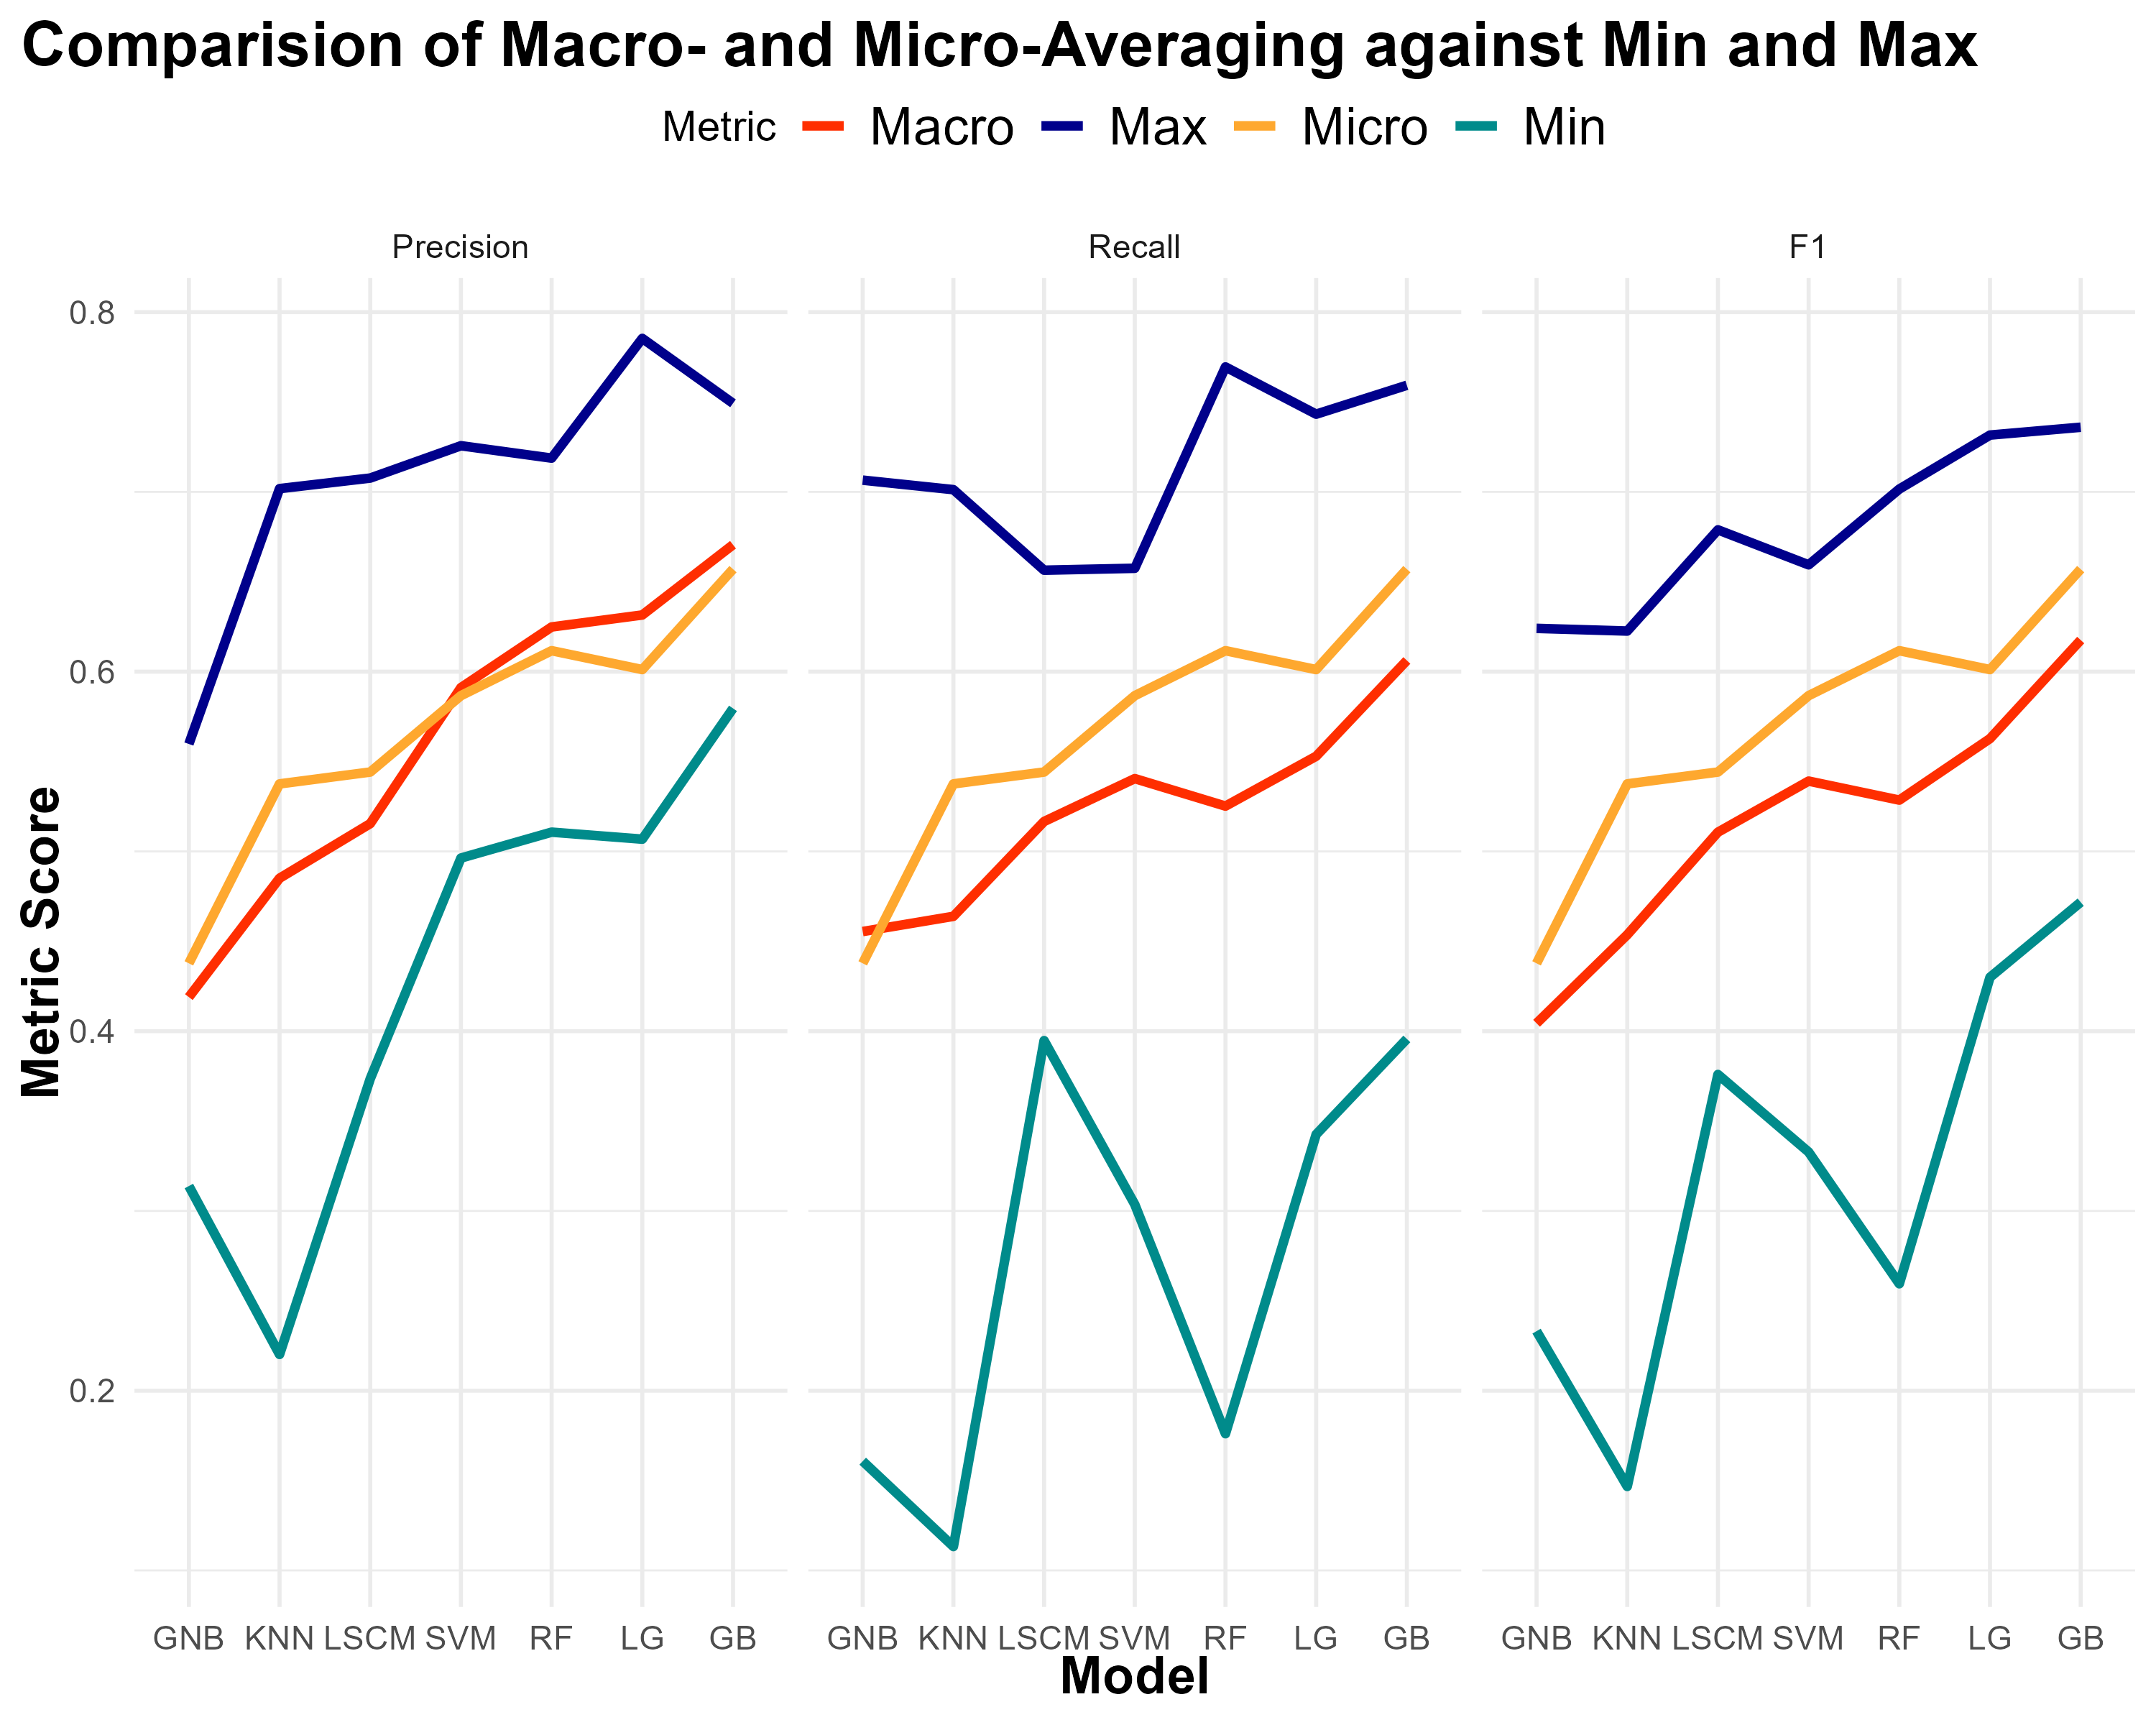 Comparision of Macro- and Micro-Averaging against Min and Max
Metric Macro Max Micro Min
Precision Recall F1
0.8
0.6
0.4
0.2
Metric Score
GNB KNN LSCM SVM RF LG GB GNB KNN LSCM SVM RF LG GB GNB KNN LSCM SVM RF LG GB
Model